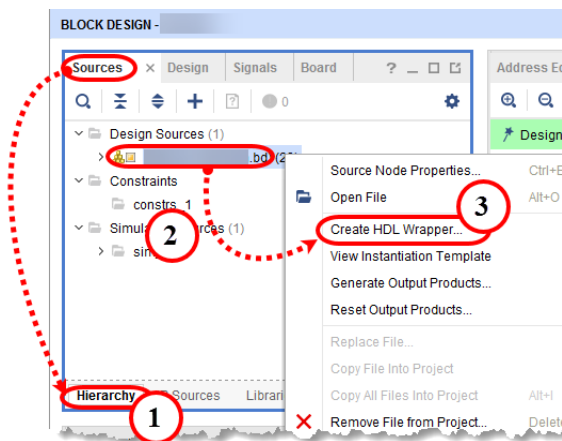 BLOCK DESIGN -
Sources × Design Signals Board ? _
Address Ed
0
Design Sources (1)
Design
.bd (2
Source Node Properties... Ctrl+E
Constraints
Open File Alt+O
3
constrs_1
Create HDL Wrapper...
2
(1)
View Instantiation Template
Generate Output Products...
Reset Output Products...
Replace File...
Copy File Into Project
Hierarchy Sources Librari
Copy All Files Into Project Alt+I
1
Remove File from Project... Delete